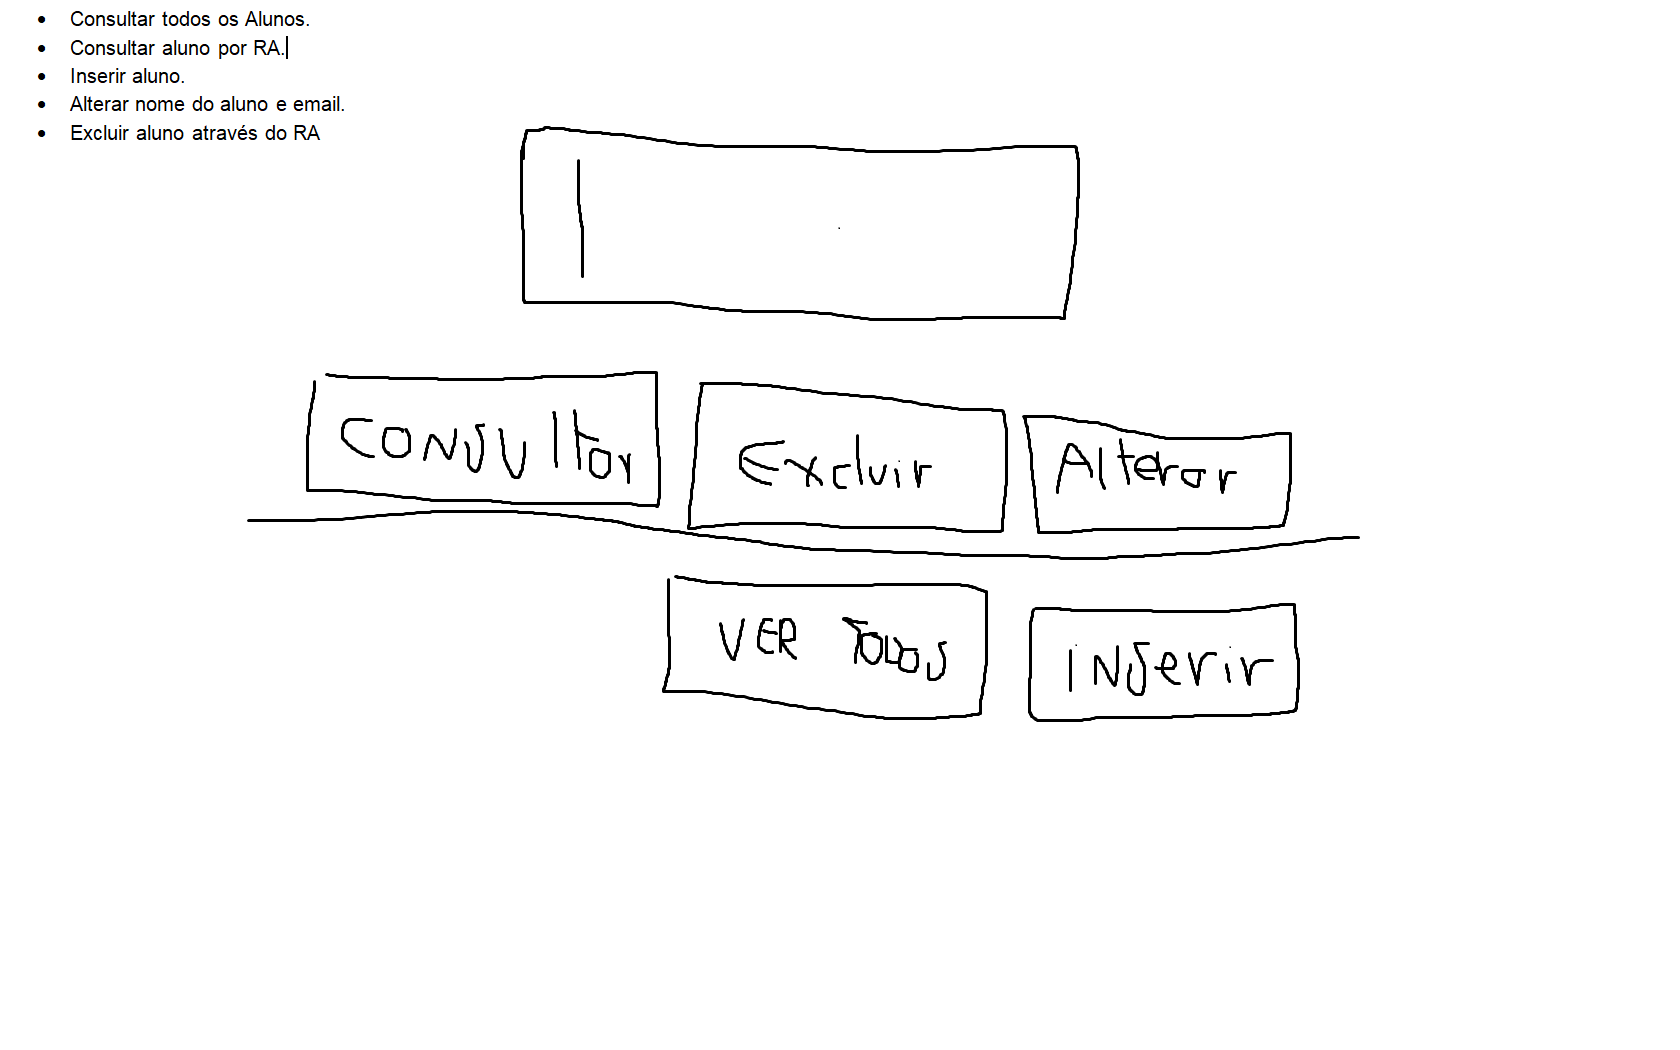 • Consultar todos os Alunos.
• Consultar aluno por RA.
• Inserir aluno.
• Alterar nome do aluno e email.
• Excluir aluno através do RA
CONSUltar
Excluir
Alterar
VER TODOS
INSerir